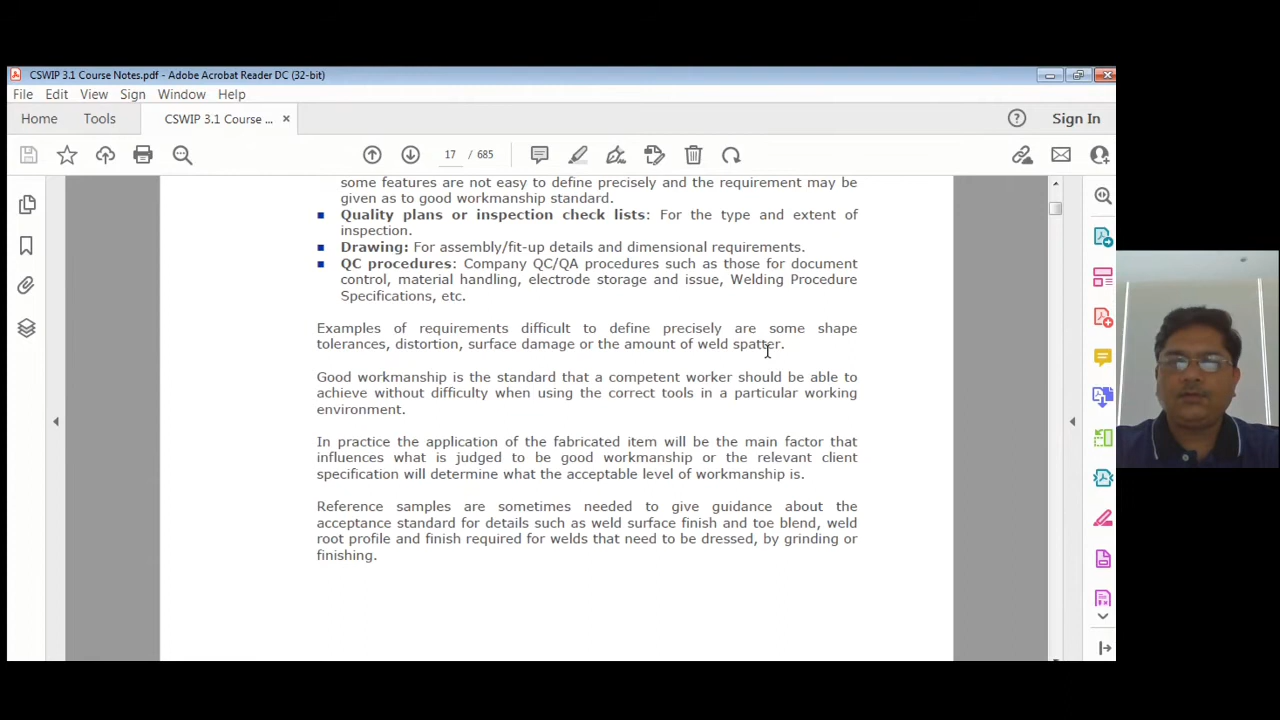 CSWIP 3.1 Course Notes.pdf - Adobe Acrobat Reader DC (32-bit)
File Edit View Sign Window Help
Home Tools CSWIP 3.1 Course ... × Sign In
17 / 685
some features are not easy to define precisely and the requirement may be
given as to good workmanship standard.
Quality plans or inspection check lists: For the type and extent of
inspection.
Drawing: For assembly/fit-up details and dimensional requirements.
QC procedures: Company QC/QA procedures such as those for document
control, material handling, electrode storage and issue, Welding Procedure
Specifications, etc.
Examples of requirements difficult to define precisely are some shape
tolerances, distortion, surface damage or the amount of weld spatter.
Good workmanship is the standard that a competent worker should be able to
achieve without difficulty when using the correct tools in a particular working
environment.
In practice the application of the fabricated item will be the main factor that
influences what is judged to be good workmanship or the relevant client
specification will determine what the acceptable level of workmanship is.
Reference samples are sometimes needed to give guidance about the
acceptance standard for details such as weld surface finish and toe blend, weld
root profile and finish required for welds that need to be dressed, by grinding or
finishing.